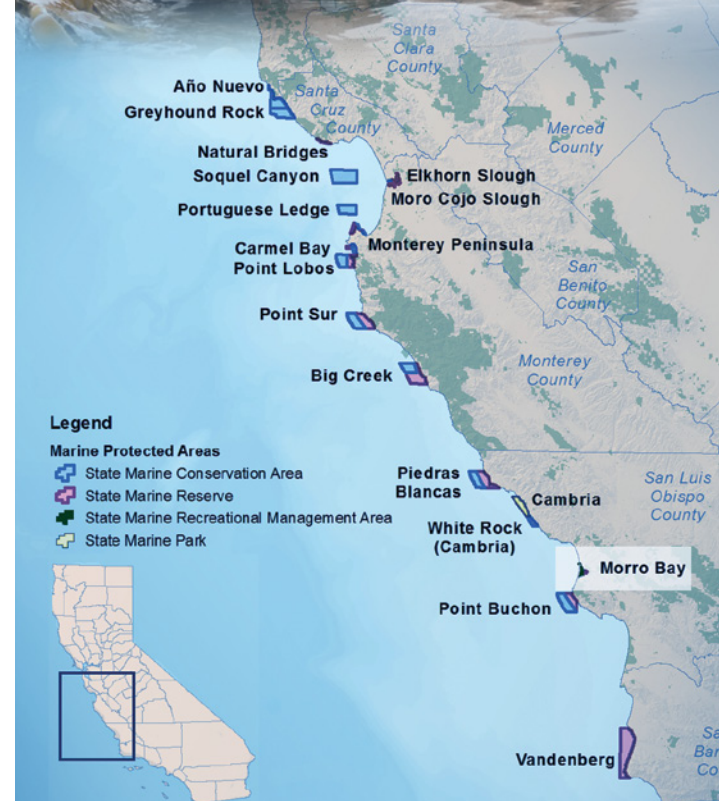 Santa
Clara
County
Año Nuevo
Greyhound Rock
Santa
Cruz
County
Merced
County
Natural Bridges
Soquel Canyon
Elkhorn Slough
Moro Cojo Slough
Portuguese Ledge
Monterey Peninsula
Carmel Bay
Point Lobos
San
Benito
County
Point Sur
Big Creek
Monterey
County
Legend
Marine Protected Areas
State Marine Conservation Area
State Marine Reserve
State Marine Recreational Management Area
State Marine Park
Piedras
Blancas
Cambria
White Rock
(Cambria)
San Luis
Obispo
County
Morro Bay
Point Buchon
Vandenberg